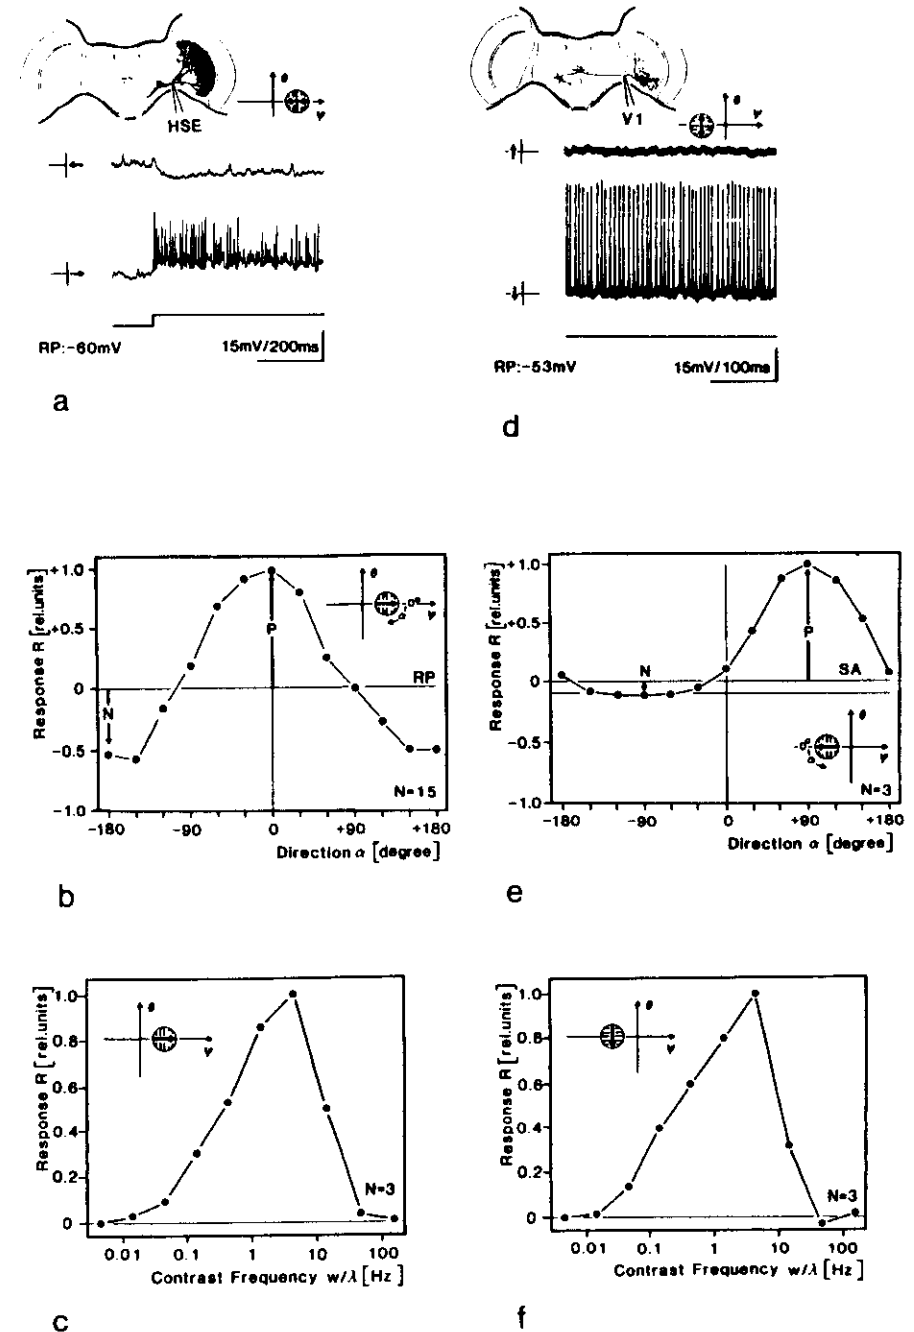 HSE
θ
ψ
RP:-60mV
15mV/200ms
a
V1
θ
ψ
RP:-53mV
15mV/100ms
d
Response R [rel.units]
+1.0
+0.5
0
-0.5
-1.0
N
P
θ
ψ
0°
α
RP
N=15
-180
-90
0
+90
+180
Direction α [degree]
b
Response R [rel.units]
+1.0
+0.5
0
-0.5
-1.0
N
P
SA
θ
ψ
0°
α
N=3
-180
-90
0
+90
+180
Direction α [degree]
e
Response R [rel.units]
1.0
0.8
0.6
0.4
0.2
0
θ
ψ
N=3
0.01
0.1
1
10
100
Contrast Frequency w/λ [Hz]
c
Response R [rel.units]
1.0
0.8
0.6
0.4
0.2
0
θ
ψ
N=3
0.01
0.1
1
10
100
Contrast Frequency w/λ [Hz]
f